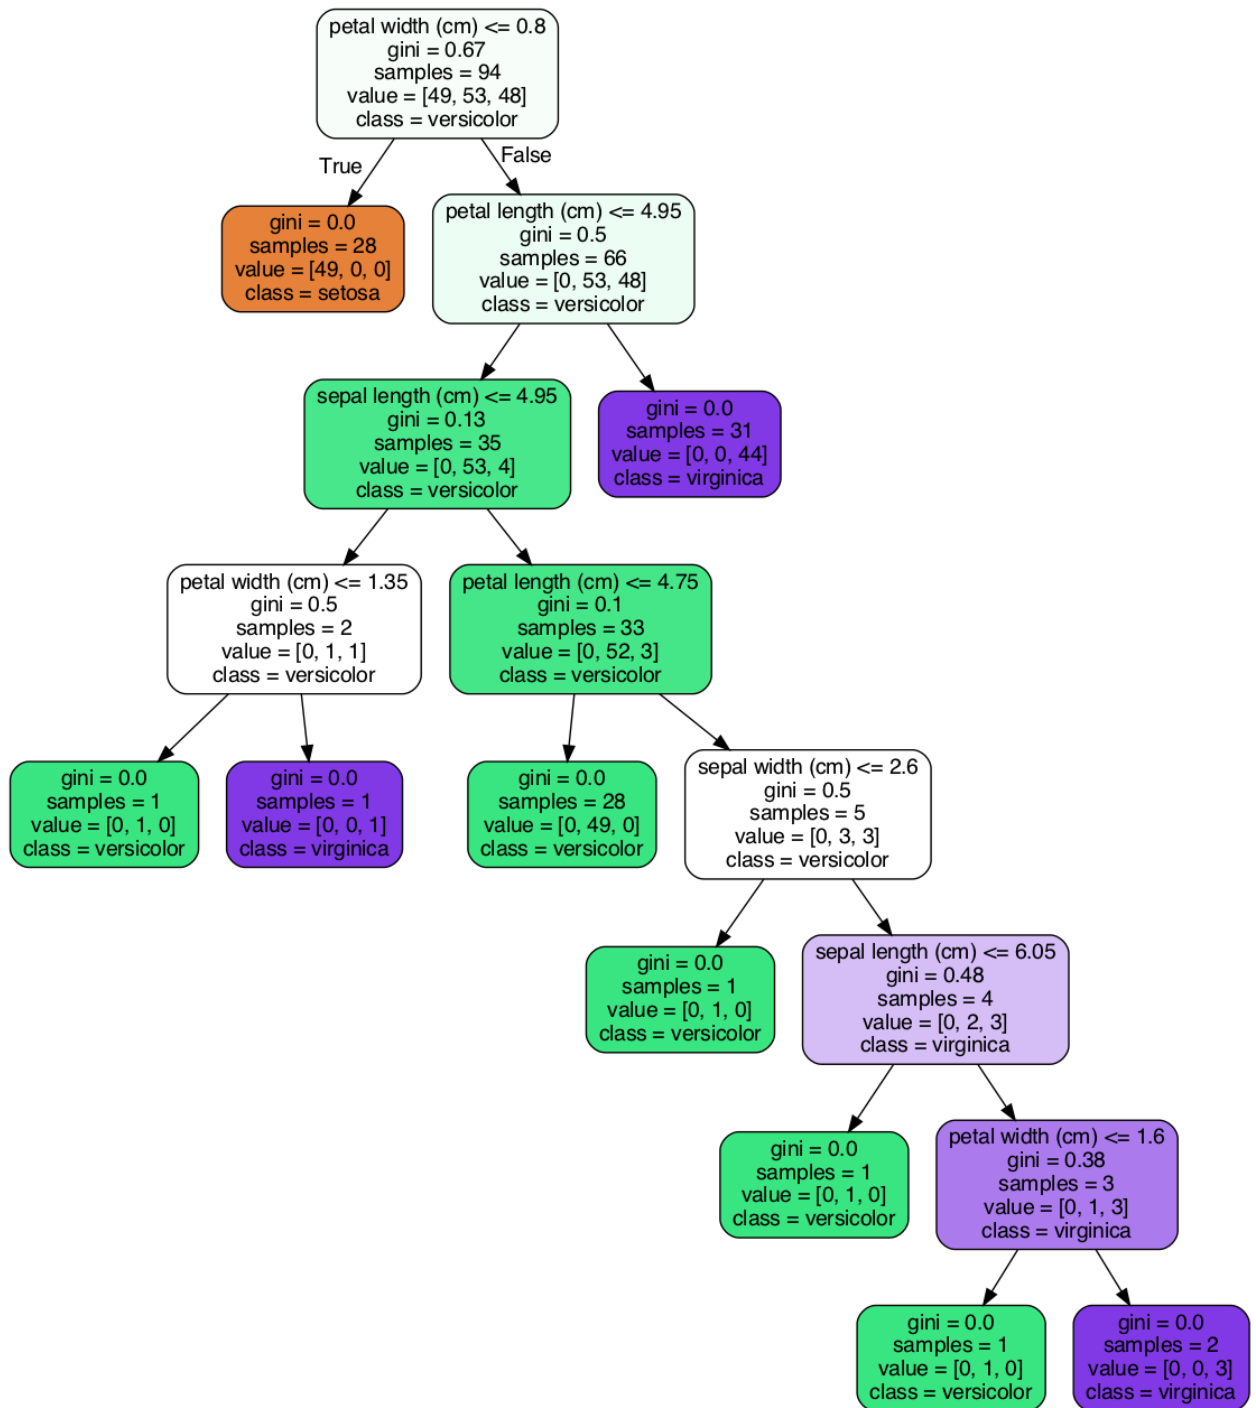 petal width (cm) <= 0.8
gini = 0.67
samples = 94
value = [49, 53, 48]
class = versicolor
True
False
gini = 0.0
samples = 28
value = [49, 0, 0]
class = setosa
petal length (cm) <= 4.95
gini = 0.5
samples = 66
value = [0, 53, 48]
class = versicolor
sepal length (cm) <= 4.95
gini = 0.13
samples = 35
value = [0, 53, 4]
class = versicolor
gini = 0.0
samples = 31
value = [0, 0, 44]
class = virginica
petal width (cm) <= 1.35
gini = 0.5
samples = 2
value = [0, 1, 1]
class = versicolor
petal length (cm) <= 4.75
gini = 0.1
samples = 33
value = [0, 52, 3]
class = versicolor
gini = 0.0
samples = 1
value = [0, 1, 0]
class = versicolor
gini = 0.0
samples = 1
value = [0, 0, 1]
class = virginica
gini = 0.0
samples = 28
value = [0, 49, 0]
class = versicolor
sepal width (cm) <= 2.6
gini = 0.5
samples = 5
value = [0, 3, 3]
class = versicolor
gini = 0.0
samples = 1
value = [0, 1, 0]
class = versicolor
sepal length (cm) <= 6.05
gini = 0.48
samples = 4
value = [0, 2, 3]
class = virginica
gini = 0.0
samples = 1
value = [0, 1, 0]
class = versicolor
petal width (cm) <= 1.6
gini = 0.38
samples = 3
value = [0, 1, 3]
class = virginica
gini = 0.0
samples = 1
value = [0, 1, 0]
class = versicolor
gini = 0.0
samples = 2
value = [0, 0, 3]
class = virginica